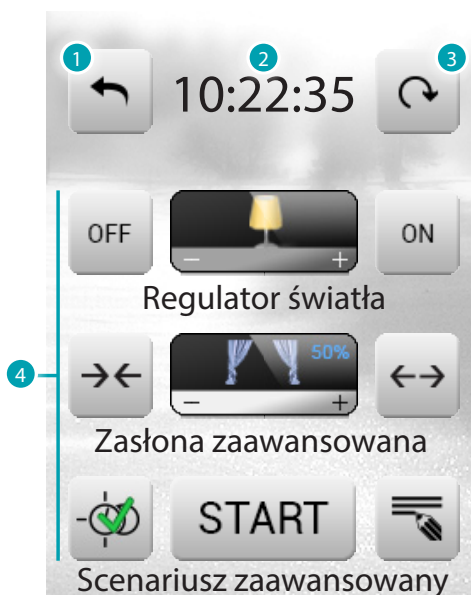 1 2 3
10:22:35
OFF - + ON
Regulator światła
50%
4
- +
Zasłona zaawansowana
START
Scenariusz zaawansowany